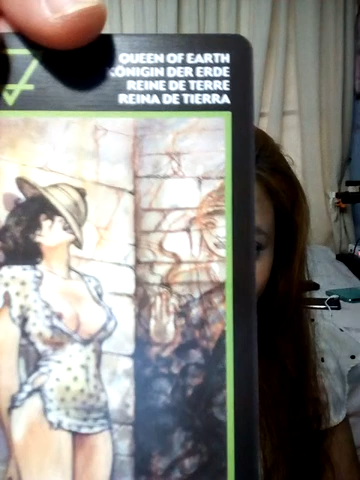 QUEEN OF EARTH
KÖNIGIN DER ERDE
REINE DE TERRE
REINA DE TIERRA